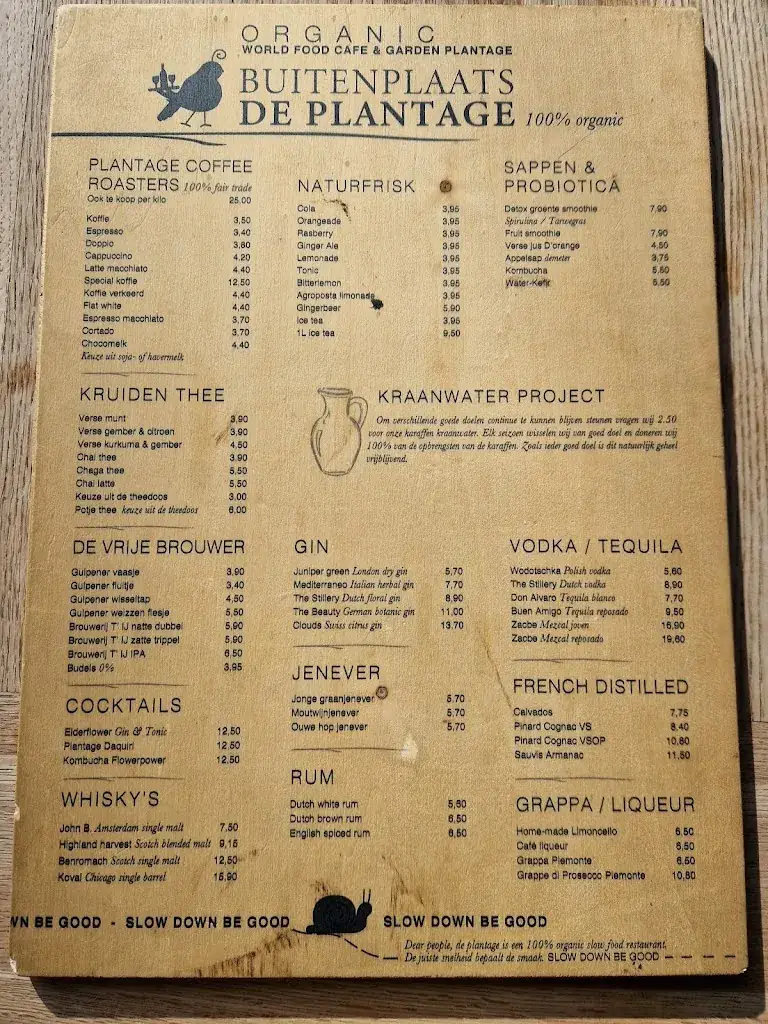 ORGANIC
WORLD FOOD CAFE & GARDEN PLANTAGE
BUITENPLAATS
DE PLANTAGE 100% organic
PLANTAGE COFFEE
ROASTERS 100% fair trade
Ook te koop per kilo 25,00
Koffie 3,50
Espresso 3,40
Doppio 3,80
Cappuccino 4.20
Latte macchiato 4.40
Special koffie 12,50
Koffie verkeerd 4,40
Flat white 4,40
Espresso macchiato 3,70
Cortado 3,70
Chocomelk 4,40
Keuze uit soja- of havermelk
NATURFRISK
Cola 3,95
Orangeade 3,95
Rasberry 3,95
Ginger Ale 3,95
Lemonade 3,95
Tonic 3,95
Bitterlemon 3,95
Agroposta limonade 3,95
Gingerbeer 5,90
Ice tea 3,95
1L ice tea 9,50
SAPPEN &
PROBIOTICA
Detox groente smoothie 7,90
Spirulina / Tarwegras
Fruit smoothie 7,90
Verse jus D'orange 4,50
Appelsap demeter 3,75
Kombucha 5,50
Water-Kefir 5,50
KRUIDEN THEE
Verse munt 3,90
Verse gember & citroen 3,90
Verse kurkuma & gember 4,50
Chai thee 3,90
Chaga thee 5,50
Chai latte 5,50
Keuze uit de theedoos 3,00
Potje thee keuze uit de theedoos 6,00
KRAANWATER PROJECT
Om verschillende goede doelen continue te kunnen blijven steunen vragen wij 2.50
voor onze karaffen kraanwater. Elk seizoen wisselen wij van goed doel en doneren wij
100% van de opbrengsten van de karaffen. Zoals ieder goed doel is dit natuurlijk geheel
vrijblijvend.
DE VRIJE BROUWER
Gulpener vaasje 3,90
Gulpener fluitje 3,40
Gulpener wisseltap 4,50
Gulpener weizzen flesje 5,50
Brouwerij T' IJ natte dubbel 5,90
Brouwerij T' IJ zatte trippel 5,90
Brouwerij T' IJ IPA 6,50
Budels 0% 3,95
GIN
Juniper green London dry gin 5,70
Mediterraneo Italian herbal gin 7,70
The Stillery Dutch floral gin 8,90
The Beauty German botanic gin 11,00
Clouds Swiss citrus gin 13,70
VODKA / TEQUILA
Wodotschka Polish vodka 5,60
The Stillery Dutch vodka 8,90
Don Alvaro Tequila blanco 7,70
Buen Amigo Tequila reposado 9,50
Zacbe Mezcal joven 16,90
Zacbe Mezcal reposado 19,60
COCKTAILS
Elderflower Gin & Tonic 12,50
Plantage Daquiri 12,50
Kombucha Flowerpower 12,50
JENEVER
Jonge graanjenever 5,70
Moutwijnjenever 5,70
Ouwe hop jenever 5,70
FRENCH DISTILLED
Calvados 7,75
Pinard Cognac VS 8,40
Pinard Cognac VSOP 10,80
Sauvis Armanac 11,50
WHISKY'S
John B. Amsterdam single malt 7,50
Highland harvest Scotch blended malt 9,15
Benromach Scotch single malt 12,50
Koval Chicago single barrel 15,90
RUM
Dutch white rum 5,60
Dutch brown rum 6,50
English spiced rum 6,50
GRAPPA / LIQUEUR
Home-made Limoncello 6,50
Café liqueur 6,50
Grappa Piemonte 6,50
Grappe di Prosecco Piemonte 10,80
WN BE GOOD - SLOW DOWN BE GOOD SLOW DOWN BE GOOD
Dear people, de plantage is een 100% organic slow food restaurant.
De juiste snelheid bepaalt de smaak. SLOW DOWN BE GOOD